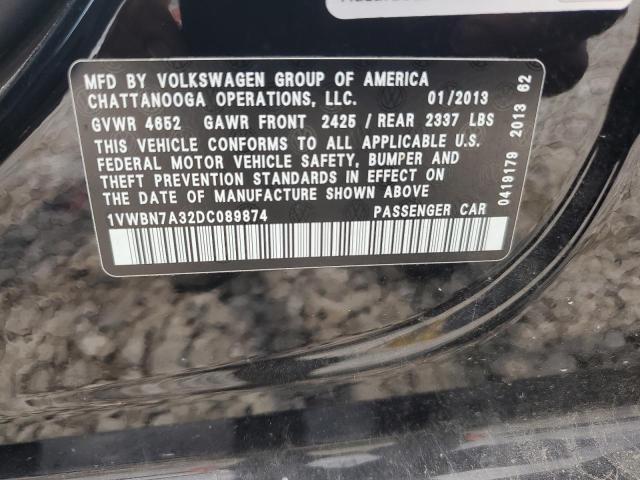 MFD BY VOLKSWAGEN GROUP OF AMERICA
CHATTANOOGA OPERATIONS, LLC. 01/2013
GVWR 4652 GAWR FRONT 2425 / REAR 2337 LBS
THIS VEHICLE CONFORMS TO ALL APPLICABLE U.S.
FEDERAL MOTOR VEHICLE SAFETY, BUMPER AND
THEFT PREVENTION STANDARDS IN EFFECT ON
THE DATE OF MANUFACTURE SHOWN ABOVE
1VWBN7A32DC089874 PASSENGER CAR
0419179 2013 62